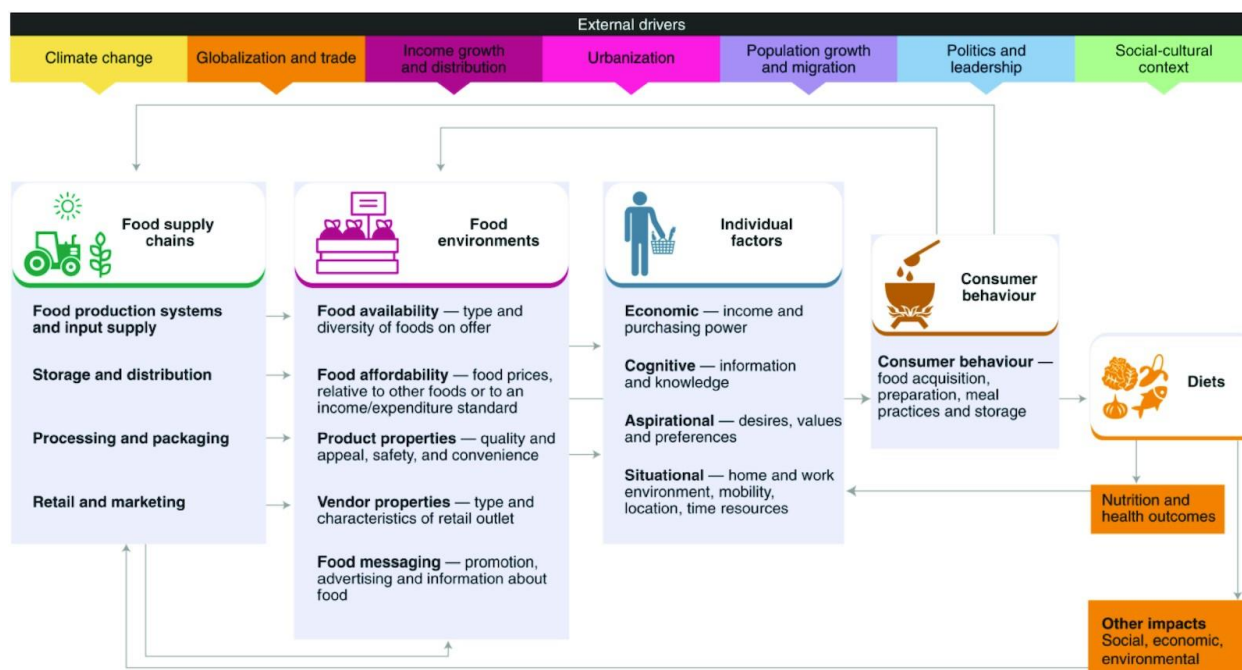 External drivers
Climate change
Globalization and trade
Income growth
and distribution
Urbanization
Population growth
and migration
Politics and
leadership
Social-cultural
context
Food supply
chains
Food production systems
and input supply
Storage and distribution
Processing and packaging
Retail and marketing
Food
environments
Food availability — type and
diversity of foods on offer
Food affordability — food prices,
relative to other foods or to an
income/expenditure standard
Product properties — quality and
appeal, safety, and convenience
Vendor properties — type and
characteristics of retail outlet
Food messaging — promotion,
advertising and information about
food
Individual
factors
Economic — income and
purchasing power
Cognitive — information
and knowledge
Aspirational — desires, values
and preferences
Situational — home and work
environment, mobility,
location, time resources
Consumer
behaviour
Consumer behaviour —
food acquisition,
preparation, meal
practices and storage
Diets
Nutrition and
health outcomes
Other impacts
Social, economic,
environmental